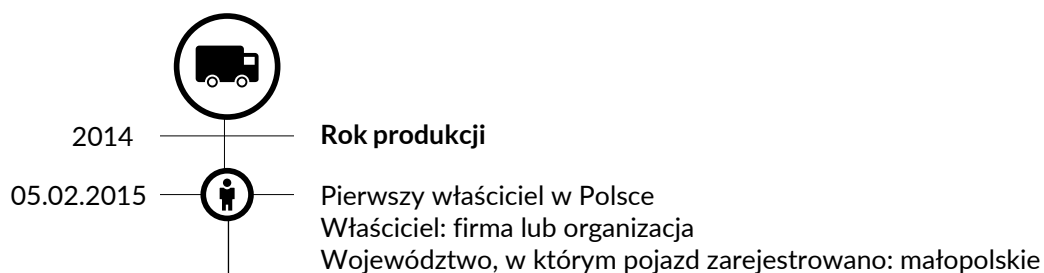 2014 Rok produkcji
05.02.2015 Pierwszy właściciel w Polsce
Właściciel: firma lub organizacja
Województwo, w którym pojazd zarejestrowano: małopolskie